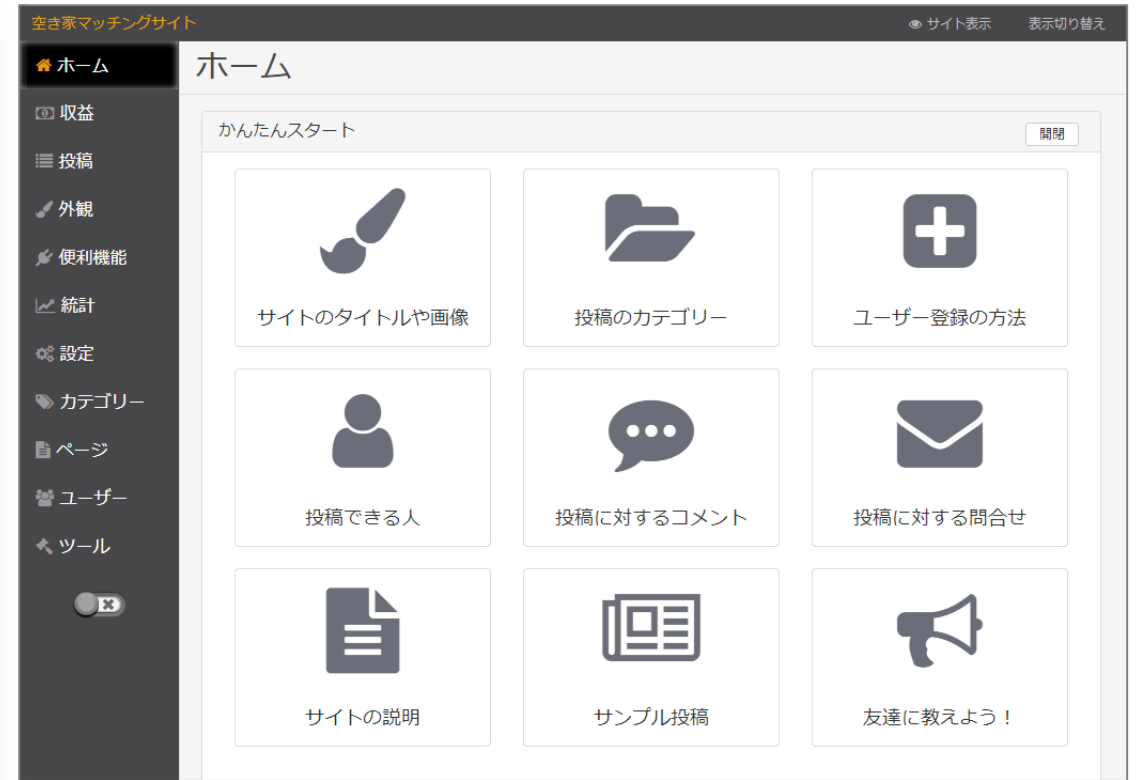 空き家マッチングサイト
サイト表示
表示切り替え
ホーム
収益
投稿
外観
便利機能
統計
設定
カテゴリー
ページ
ユーザー
ツール
ホーム
かんたんスタート
開閉
サイトのタイトルや画像
投稿のカテゴリー
ユーザー登録の方法
投稿できる人
投稿に対するコメント
投稿に対する問合せ
サイトの説明
サンプル投稿
友達に教えよう！